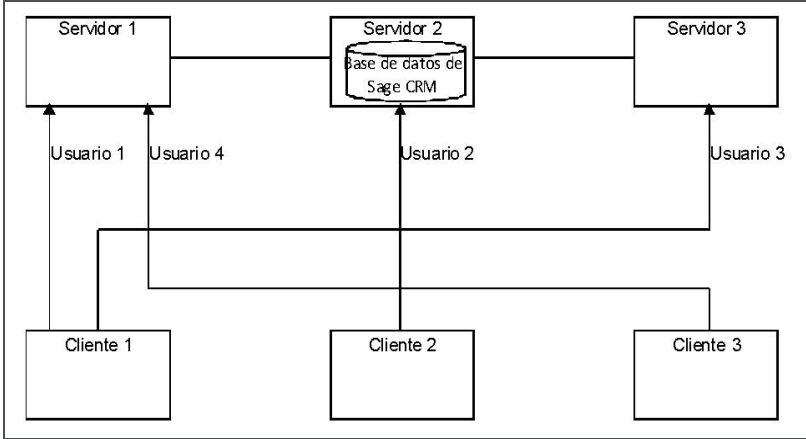 Servidor 1
Servidor 2
Servidor 3
Base de datos de
Sage CRM
Usuario 1
Usuario 4
Usuario 2
Usuario 3
Cliente 1
Cliente 2
Cliente 3